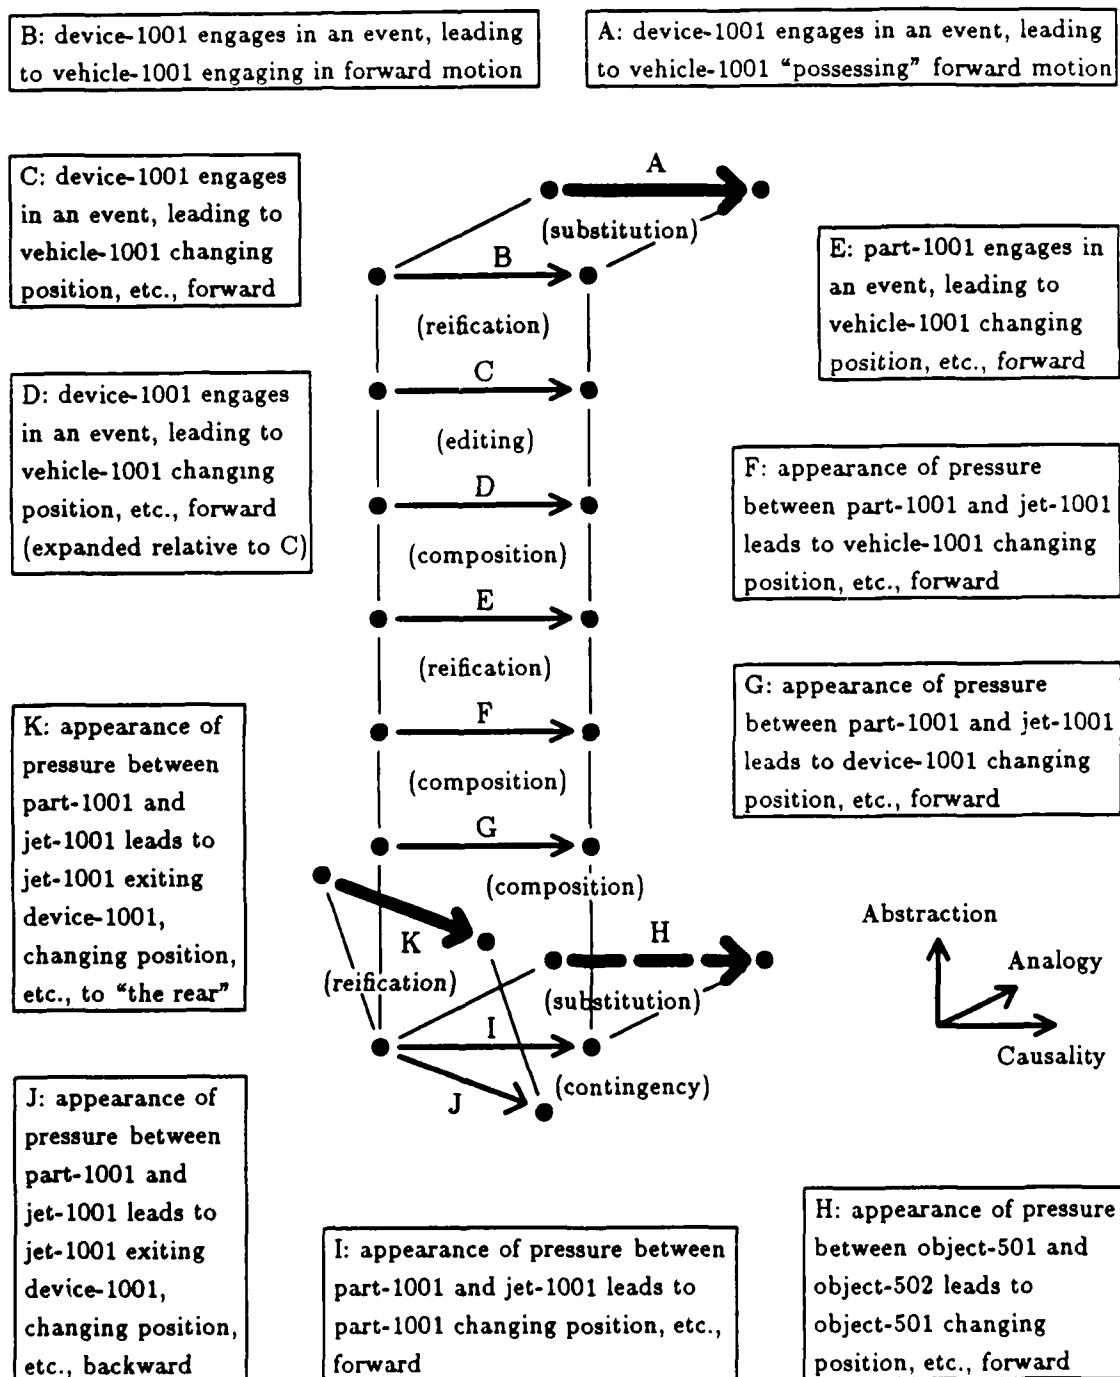 B: device-1001 engages in an event, leading
to vehicle-1001 engaging in forward motion
A: device-1001 engages in an event, leading
to vehicle-1001 “possessing” forward motion
C: device-1001 engages
in an event, leading to
vehicle-1001 changing
position, etc., forward
A
(substitution)
B
E: part-1001 engages in
an event, leading to
vehicle-1001 changing
position, etc., forward
(reification)
C
D: device-1001 engages
in an event, leading to
vehicle-1001 changing
position, etc., forward
(expanded relative to C)
(editing)
D
F: appearance of pressure
between part-1001 and jet-1001
leads to vehicle-1001 changing
position, etc., forward
(composition)
E
(reification)
F
G: appearance of pressure
between part-1001 and jet-1001
leads to device-1001 changing
position, etc., forward
K: appearance of
pressure between
part-1001 and
jet-1001 leads to
jet-1001 exiting
device-1001,
changing position,
etc., to “the rear”
(composition)
G
(composition)
K
H
(reification)
(substitution)
I
J
(contingency)
Abstraction
Analogy
Causality
J: appearance of
pressure between
part-1001 and
jet-1001 leads to
jet-1001 exiting
device-1001,
changing position,
etc., backward
I: appearance of pressure between
part-1001 and jet-1001 leads to
part-1001 changing position, etc.,
forward
H: appearance of pressure
between object-501 and
object-502 leads to
object-501 changing
position, etc., forward